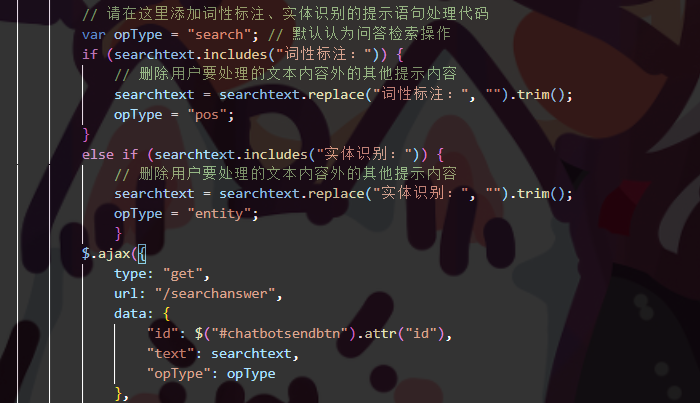 // 请在这里添加词性标注、实体识别的提示语句处理代码
var opType = "search"; // 默认认为问答检索操作
if (searchtext.includes("词性标注：")) {
// 删除用户要处理的文本内容外的其他提示内容
searchtext = searchtext.replace("词性标注：", "").trim();
opType = "pos";
}
else if (searchtext.includes("实体识别：")) {
// 删除用户要处理的文本内容外的其他提示内容
searchtext = searchtext.replace("实体识别：", "").trim();
opType = "entity";
}
$.ajax({
type: "get",
url: "/searchanswer",
data: {
"id": $("#chatbotsendbtn").attr("id"),
"text": searchtext,
"opType": opType
},